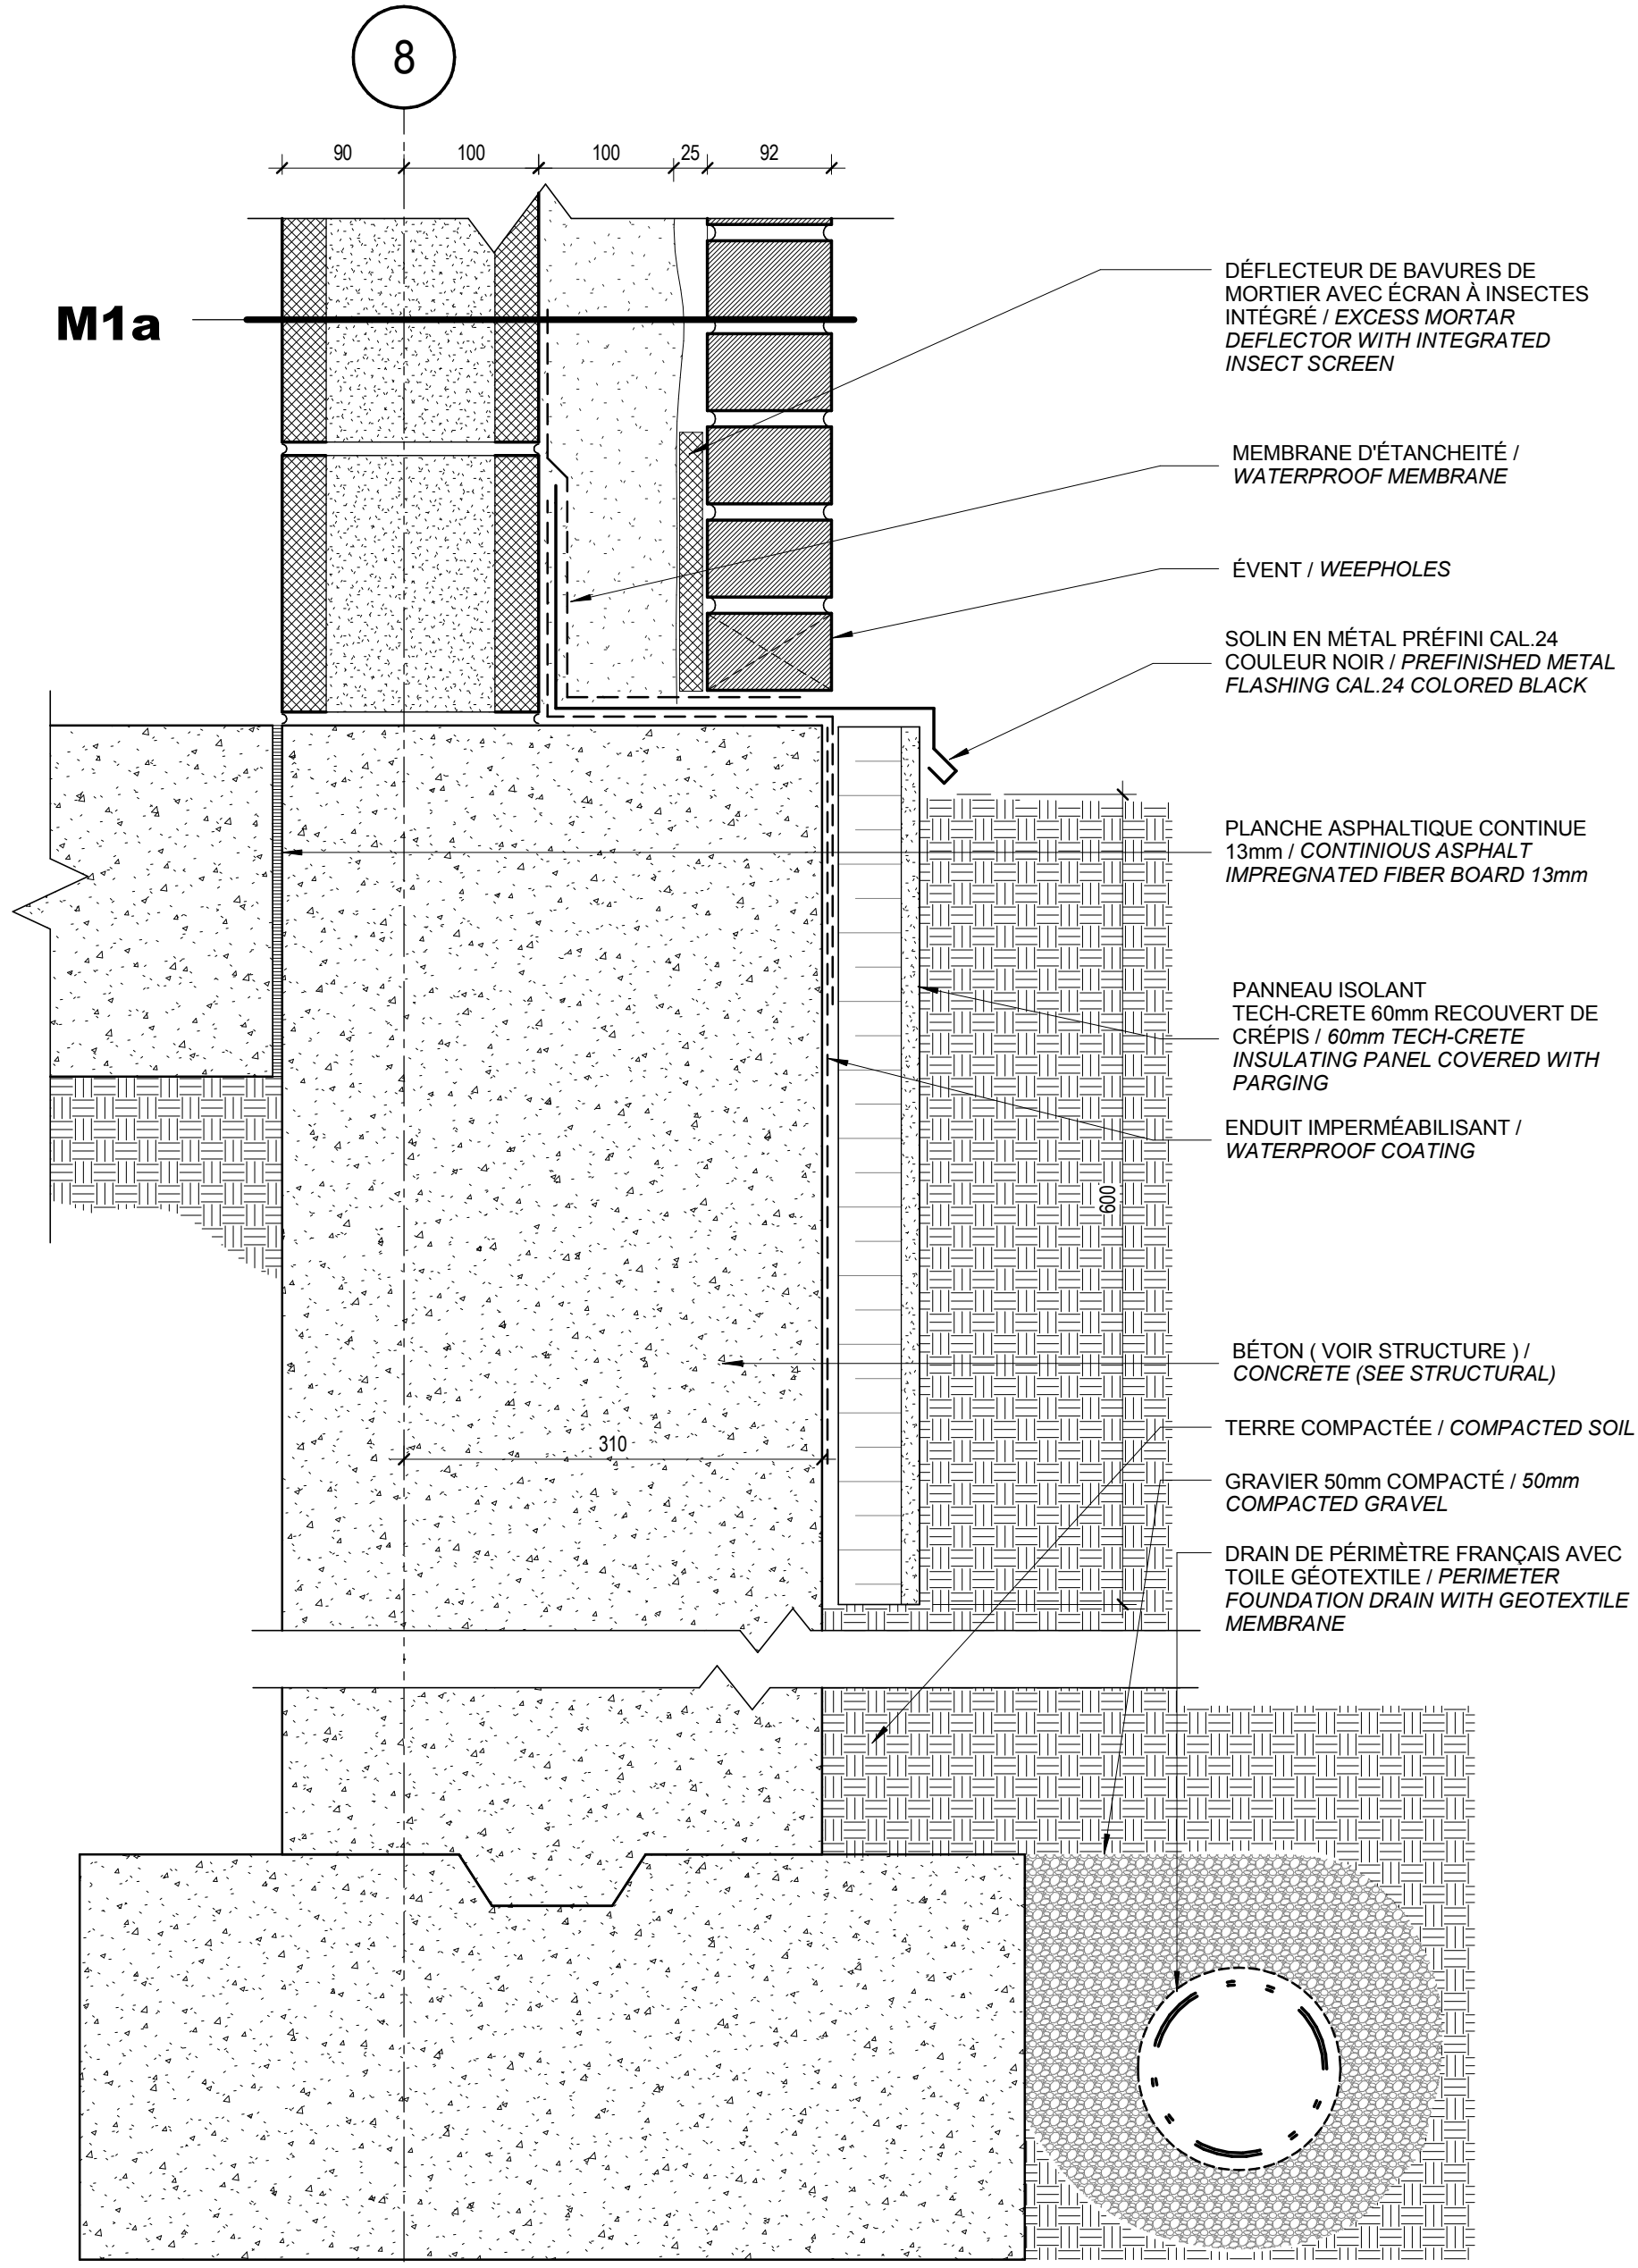 8
90 100 100 25 92
M1a
DÉFLECTEUR DE BAVURES DE
MORTIER AVEC ÉCRAN À INSECTES
INTÉGRÉ / EXCESS MORTAR
DEFLECTOR WITH INTEGRATED
INSECT SCREEN
MEMBRANE D'ÉTANCHEITÉ /
WATERPROOF MEMBRANE
ÉVENT / WEEPHOLES
SOLIN EN MÉTAL PRÉFINI CAL.24
COULEUR NOIR / PREFINISHED METAL
FLASHING CAL.24 COLORED BLACK
PLANCHE ASPHALTIQUE CONTINUE
13mm / CONTINIOUS ASPHALT
IMPREGNATED FIBER BOARD 13mm
PANNEAU ISOLANT
TECH-CRETE 60mm RECOUVERT DE
CRÉPIS / 60mm TECH-CRETE
INSULATING PANEL COVERED WITH
PARGING
ENDUIT IMPERMÉABILISANT /
WATERPROOF COATING
600
BÉTON ( VOIR STRUCTURE ) /
CONCRETE (SEE STRUCTURAL)
310
TERRE COMPACTÉE / COMPACTED SOIL
GRAVIER 50mm COMPACTÉ / 50mm
COMPACTED GRAVEL
DRAIN DE PÉRIMÈTRE FRANÇAIS AVEC
TOILE GÉOTEXTILE / PERIMETER
FOUNDATION DRAIN WITH GEOTEXTILE
MEMBRANE